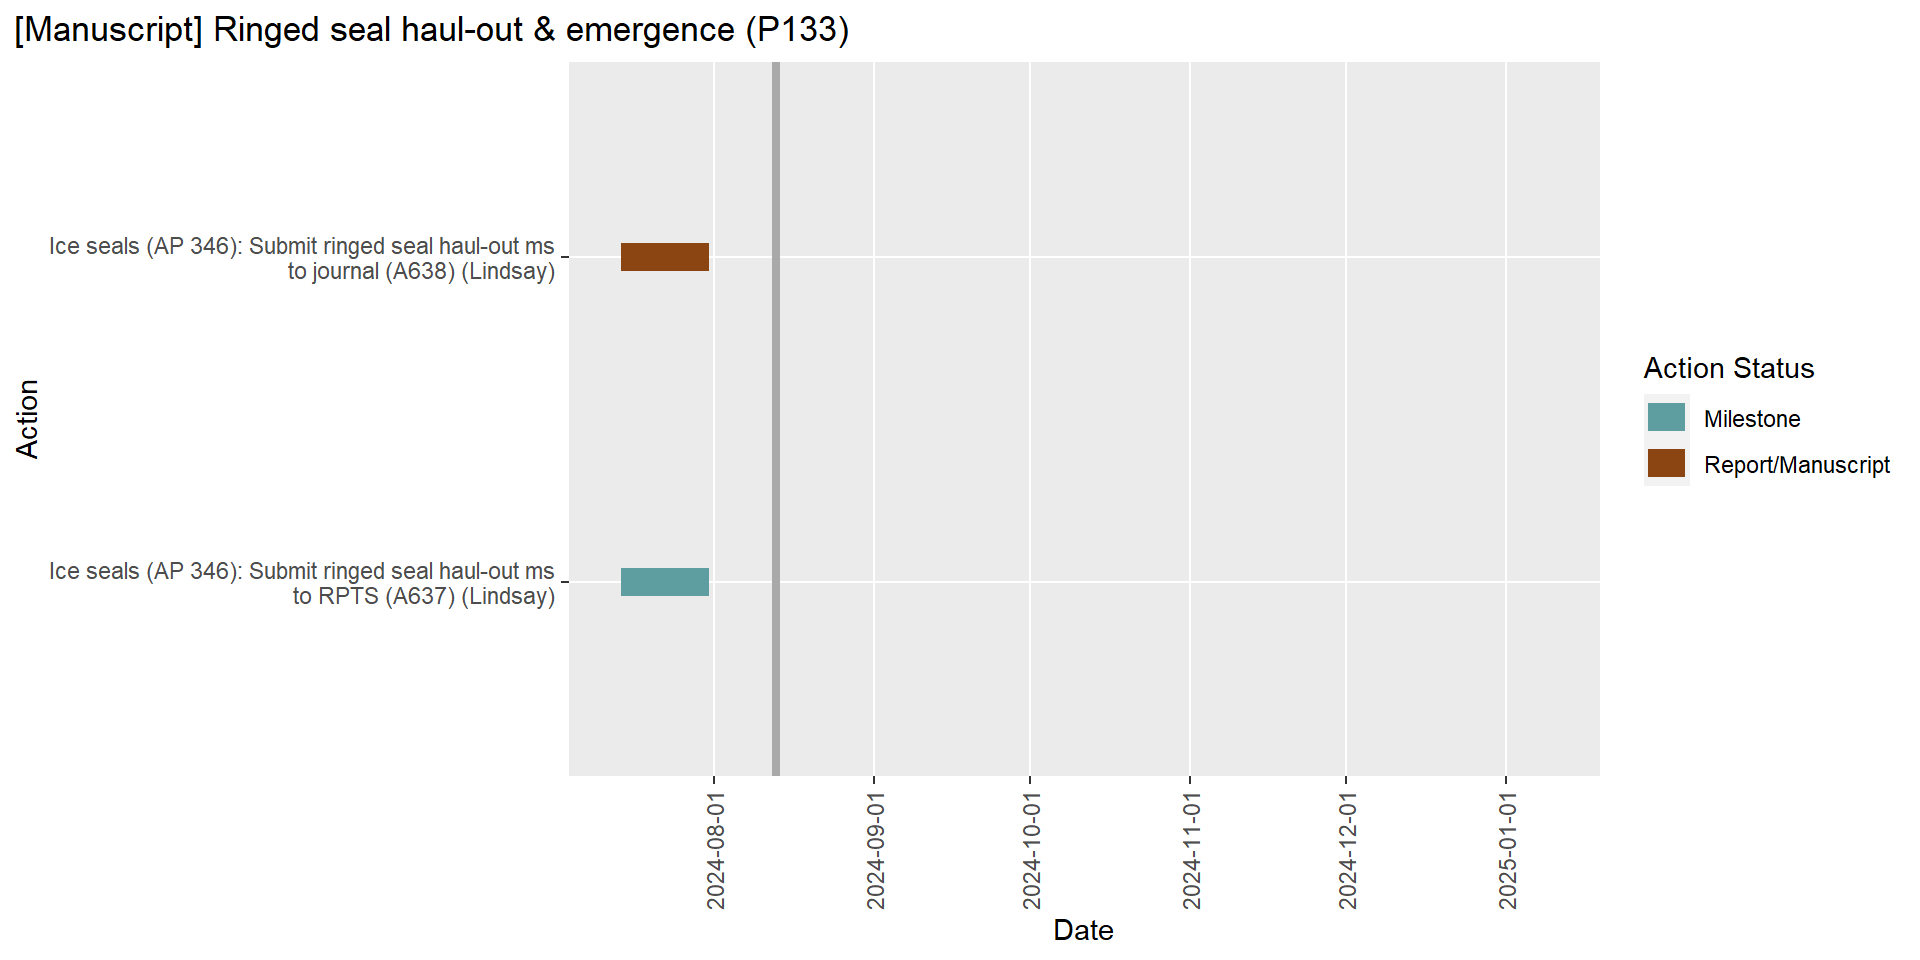 [Manuscript] Ringed seal haul-out & emergence (P133)
Action
Ice seals (AP 346): Submit ringed seal haul-out ms
to journal (A638) (Lindsay)
Ice seals (AP 346): Submit ringed seal haul-out ms
to RPTS (A637) (Lindsay)
2024-08-01
2024-09-01
2024-10-01
2024-11-01
2024-12-01
2025-01-01
Date
Action Status
Milestone
Report/Manuscript